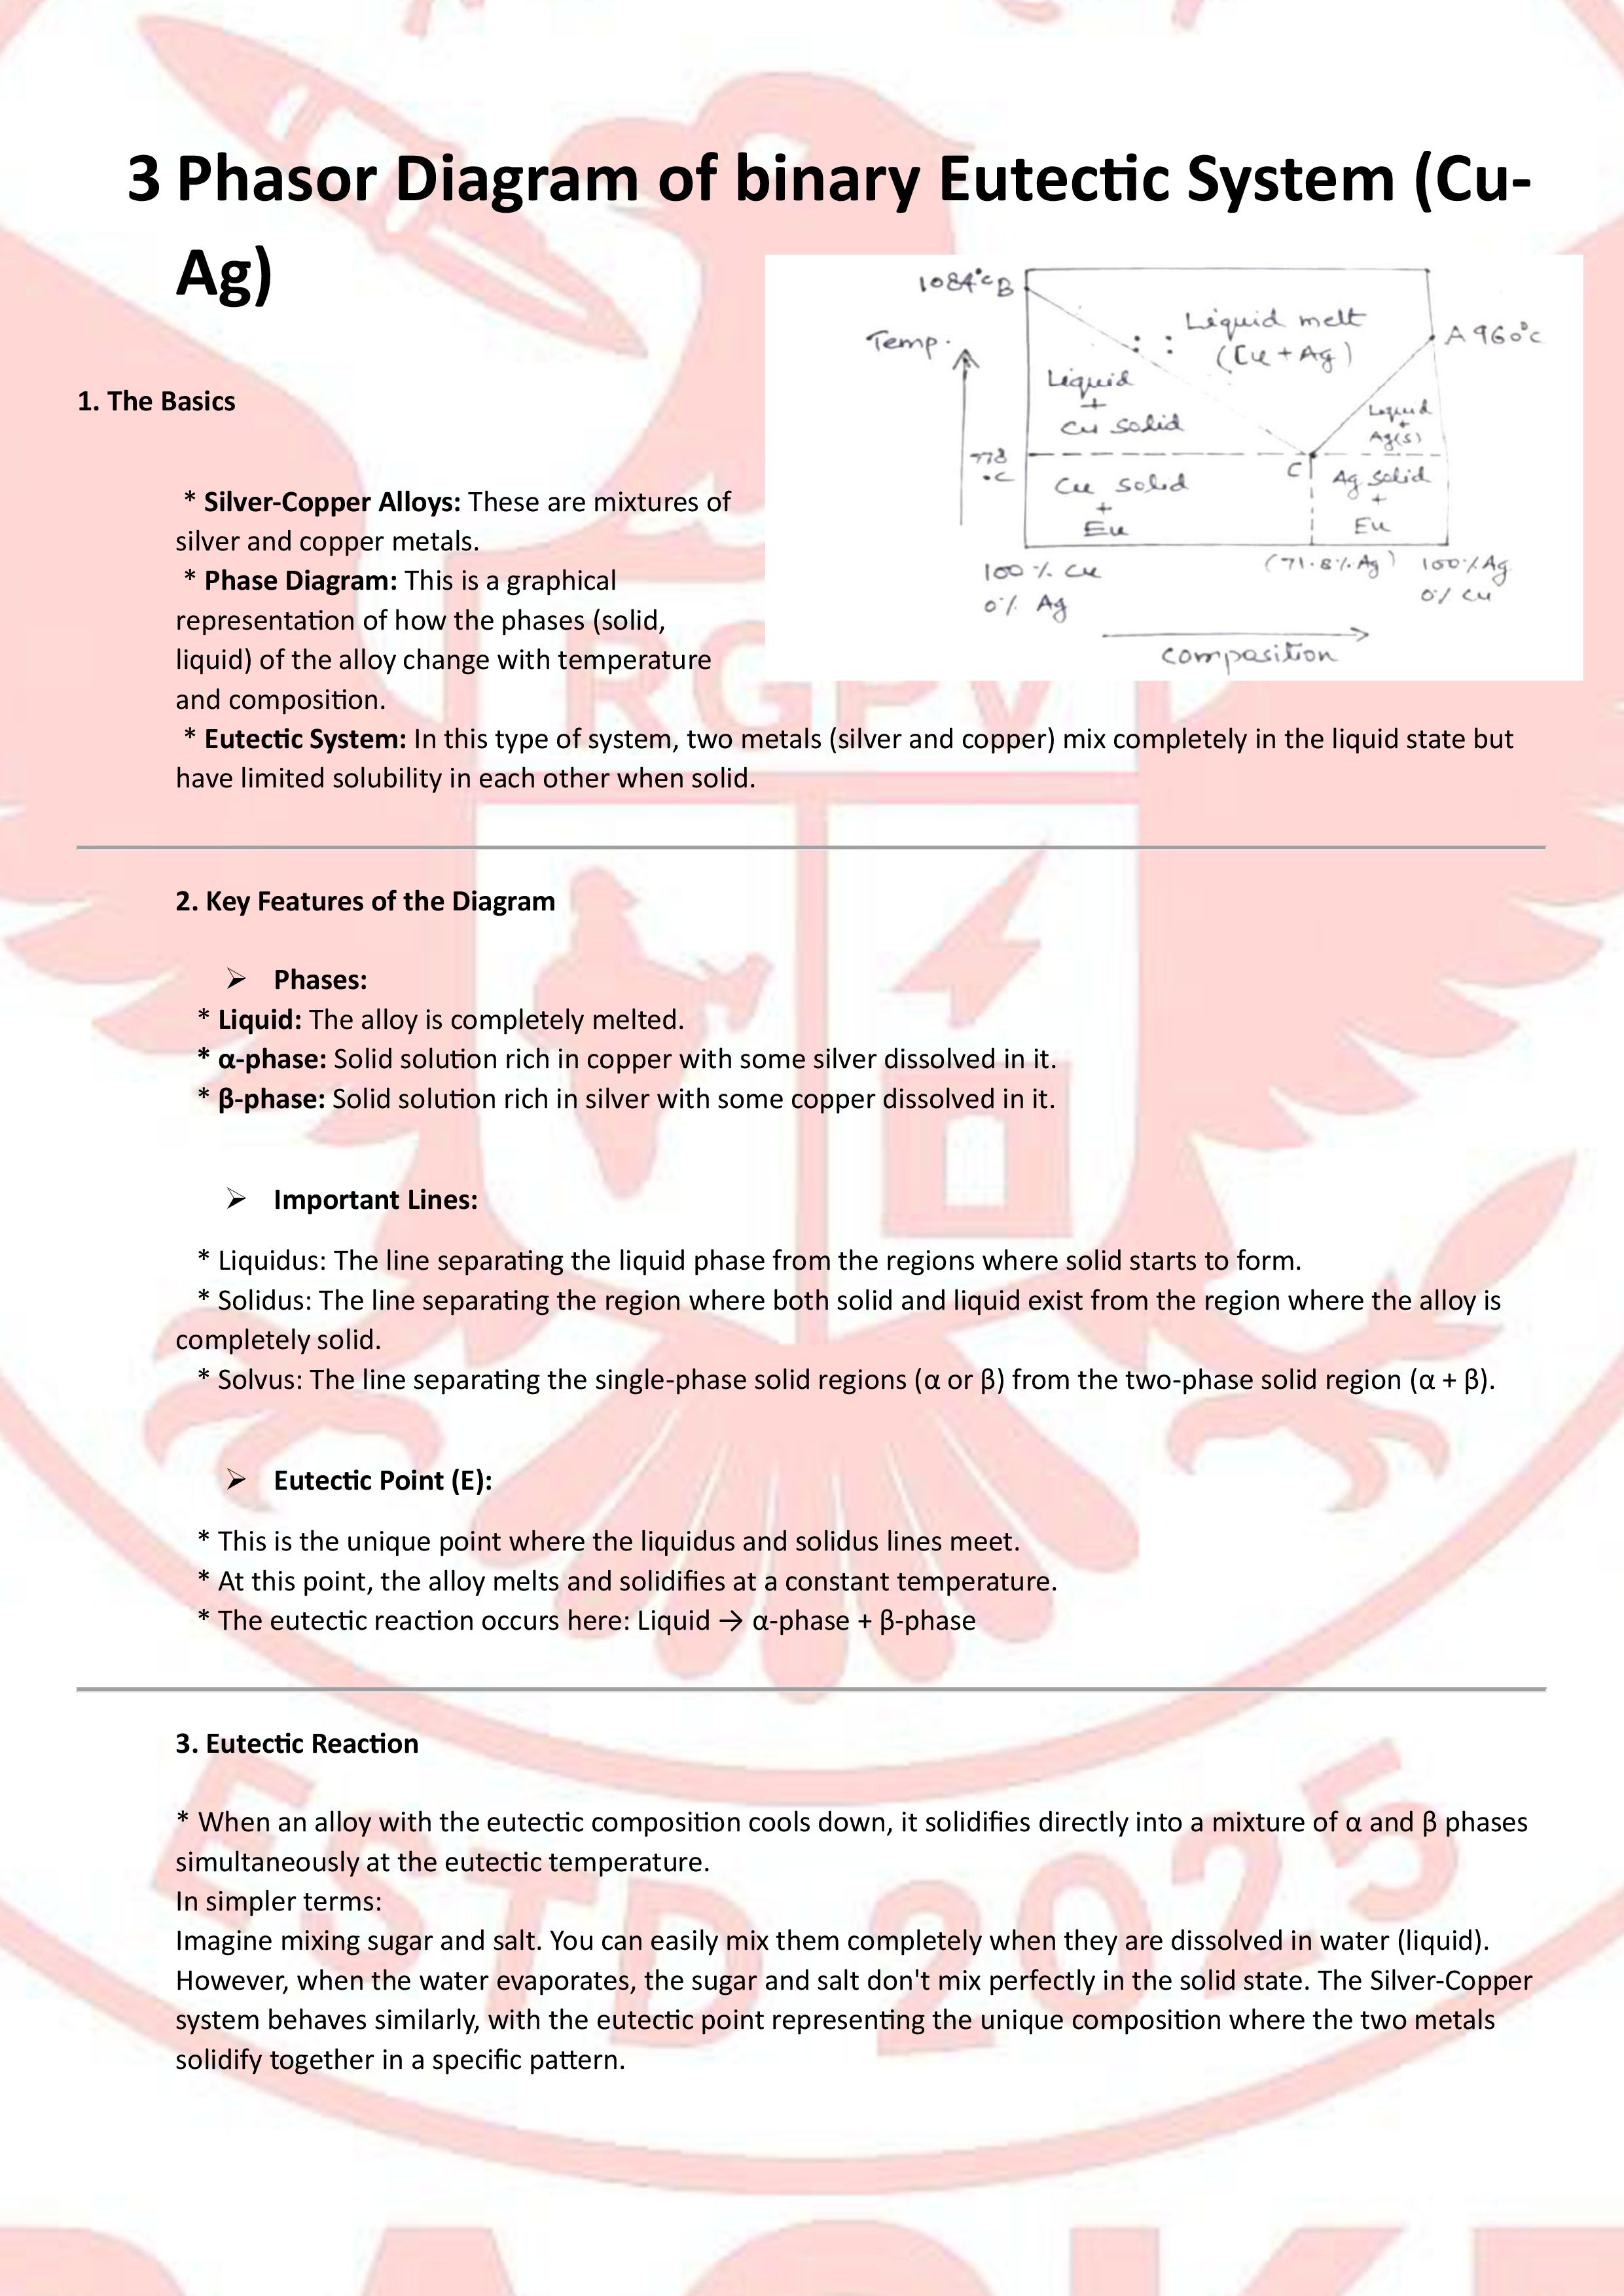 3 Phasor Diagram of binary Eutectic System (Cu-
Ag)
1084°C B
Temp.
Liquid melt
(Cu + Ag)
A 960°C
Liquid
+
Cu solid
Liquid
+
Ag(s)
778
°C
C
Cu solid
+
Eu
Ag solid
+
Eu
100 % Cu
0% Ag
(71.8% Ag)
100% Ag
0% Cu
composition
1. The Basics
* Silver-Copper Alloys: These are mixtures of
silver and copper metals.
* Phase Diagram: This is a graphical
representation of how the phases (solid,
liquid) of the alloy change with temperature
and composition.
* Eutectic System: In this type of system, two metals (silver and copper) mix completely in the liquid state but
have limited solubility in each other when solid.
2. Key Features of the Diagram
➢ Phases:
* Liquid: The alloy is completely melted.
* α-phase: Solid solution rich in copper with some silver dissolved in it.
* β-phase: Solid solution rich in silver with some copper dissolved in it.
➢ Important Lines:
* Liquidus: The line separating the liquid phase from the regions where solid starts to form.
* Solidus: The line separating the region where both solid and liquid exist from the region where the alloy is
completely solid.
* Solvus: The line separating the single-phase solid regions (α or β) from the two-phase solid region (α + β).
➢ Eutectic Point (E):
* This is the unique point where the liquidus and solidus lines meet.
* At this point, the alloy melts and solidifies at a constant temperature.
* The eutectic reaction occurs here: Liquid → α-phase + β-phase
3. Eutectic Reaction
* When an alloy with the eutectic composition cools down, it solidifies directly into a mixture of α and β phases
simultaneously at the eutectic temperature.
In simpler terms:
Imagine mixing sugar and salt. You can easily mix them completely when they are dissolved in water (liquid).
However, when the water evaporates, the sugar and salt don't mix perfectly in the solid state. The Silver-Copper
system behaves similarly, with the eutectic point representing the unique composition where the two metals
solidify together in a specific pattern.
RGPV
ESTD 2025